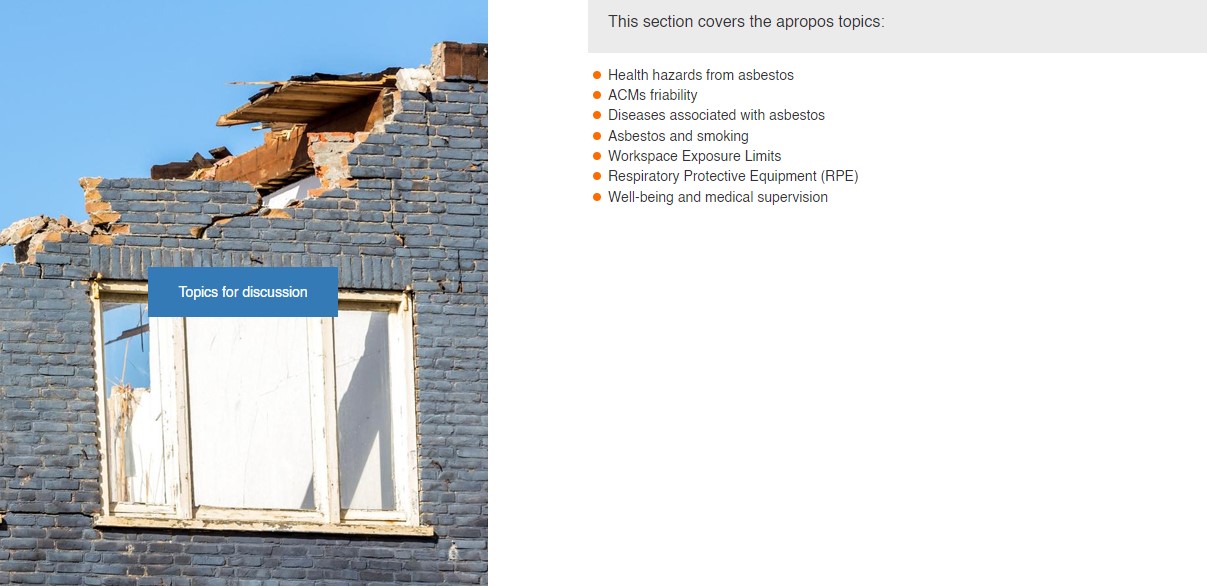 This section covers the apropos topics:
Health hazards from asbestos
ACMs friability
Diseases associated with asbestos
Asbestos and smoking
Workspace Exposure Limits
Respiratory Protective Equipment (RPE)
Well-being and medical supervision
Topics for discussion